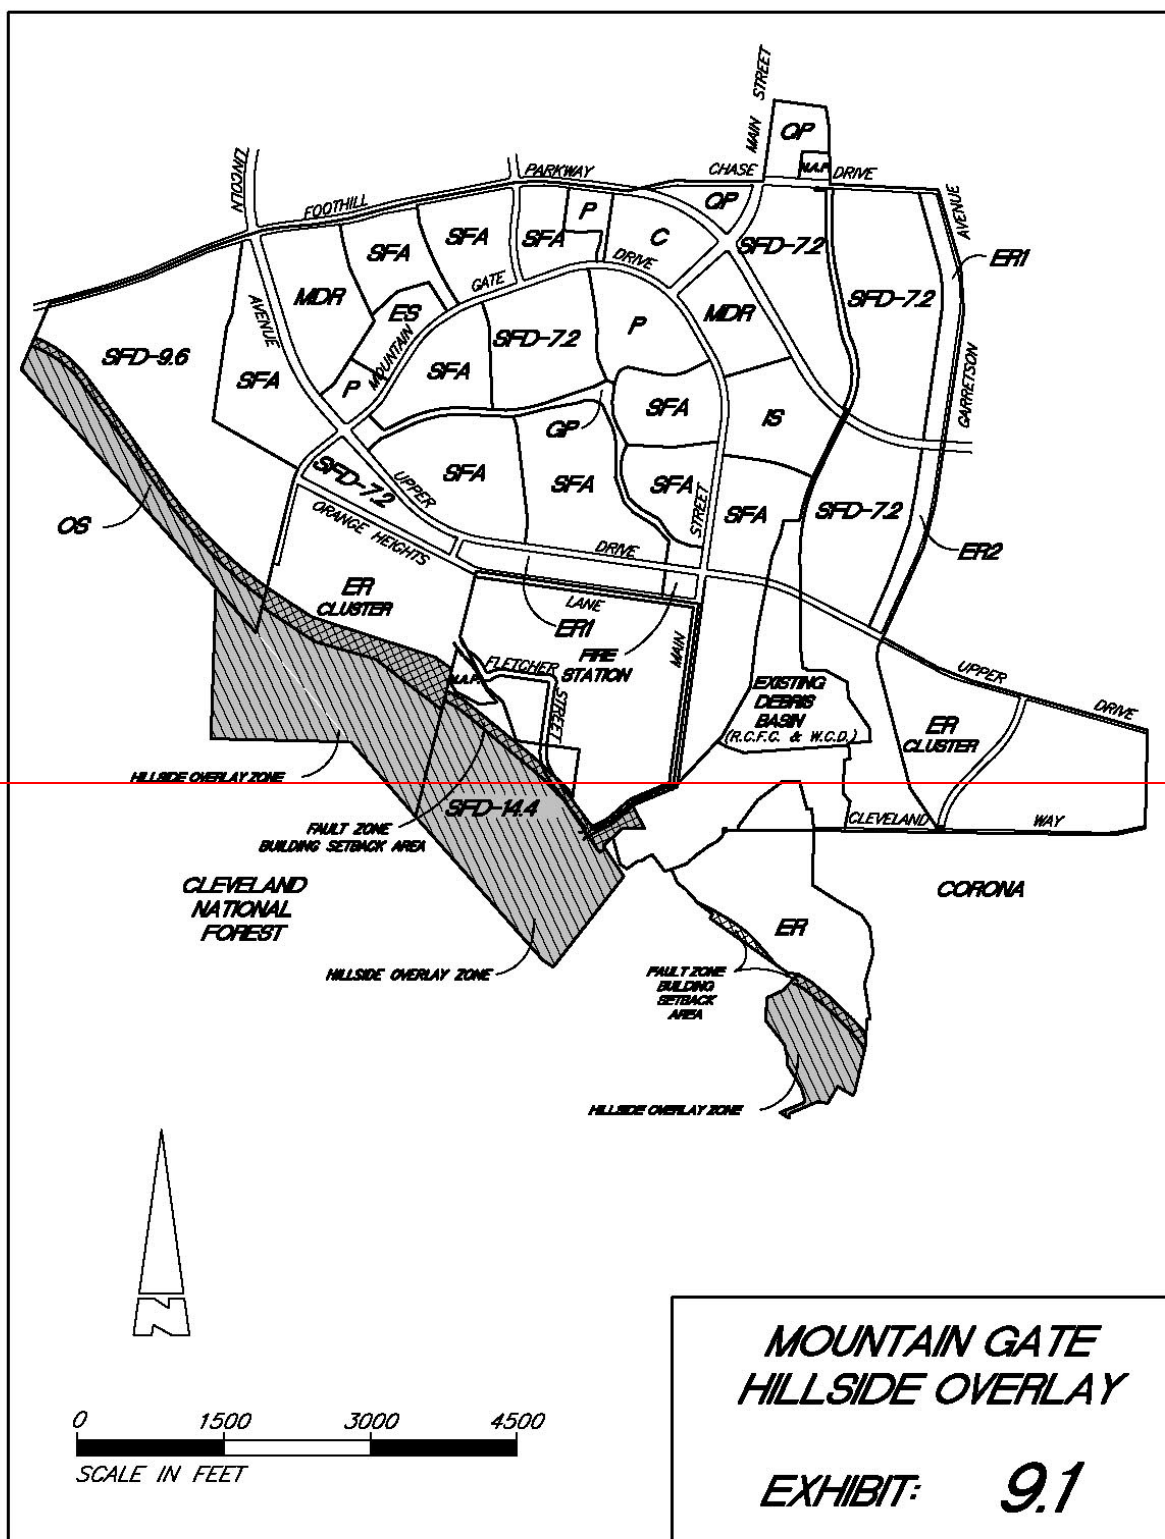 MAIN STREET
QP
N.A.P.
LINCOLN
PARKWAY
CHASE
DRIVE
FOOTHILL
P
QP
AVENUE
SFA
SFA
SFA
C
SFD-7.2
ER1
GATE
DRIVE
MDR
ES
SFD-7.2
AVENUE
MOUNTAIN
SFD-7.2
P
MDR
SFD-9.6
SFA
P
SFA
GARRETSON
SFA
IS
GP
SFD-7.2
UPPER
SFA
SFA
SFA
STREET
SFA
SFD-7.2
OS
ORANGE HEIGHTS
DRIVE
ER2
ER
CLUSTER
LANE
ER1
FIRE
STATION
MAIN
FLETCHER
STREET
N.A.P.
EXISTING
DEBRIS
BASIN
(R.C.F.C. & W.C.D.)
UPPER
DRIVE
ER
CLUSTER
HILLSIDE OVERLAY ZONE
SFD-14.4
FAULT ZONE
BUILDING SETBACK AREA
CLEVELAND
WAY
CLEVELAND
NATIONAL
FOREST
CORONA
ER
HILLSIDE OVERLAY ZONE
FAULT ZONE
BUILDING
SETBACK
AREA
HILLSIDE OVERLAY ZONE
N
0 1500 3000 4500
SCALE IN FEET
MOUNTAIN GATE
HILLSIDE OVERLAY
EXHIBIT: 9.1